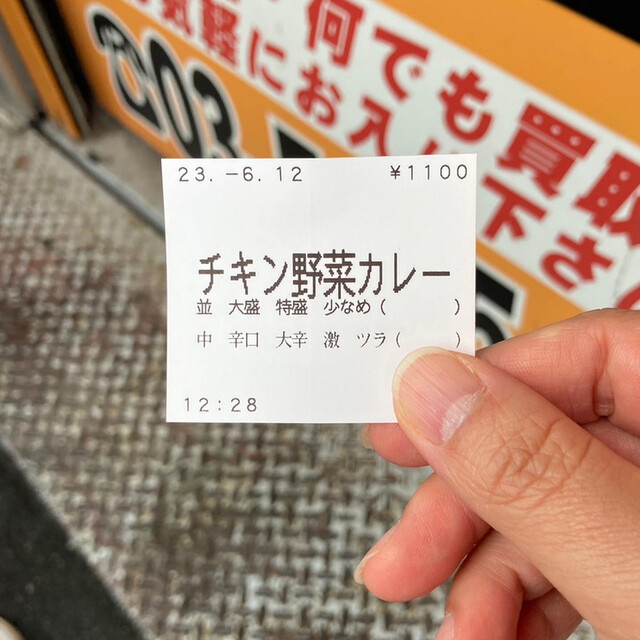 何でも買取
お気軽にお入り下さい
03
23.-6.12 ¥1100
チキン野菜カレー
並 大盛 特盛 少なめ( )
中 辛口 大辛 激 ツラ( )
12:28